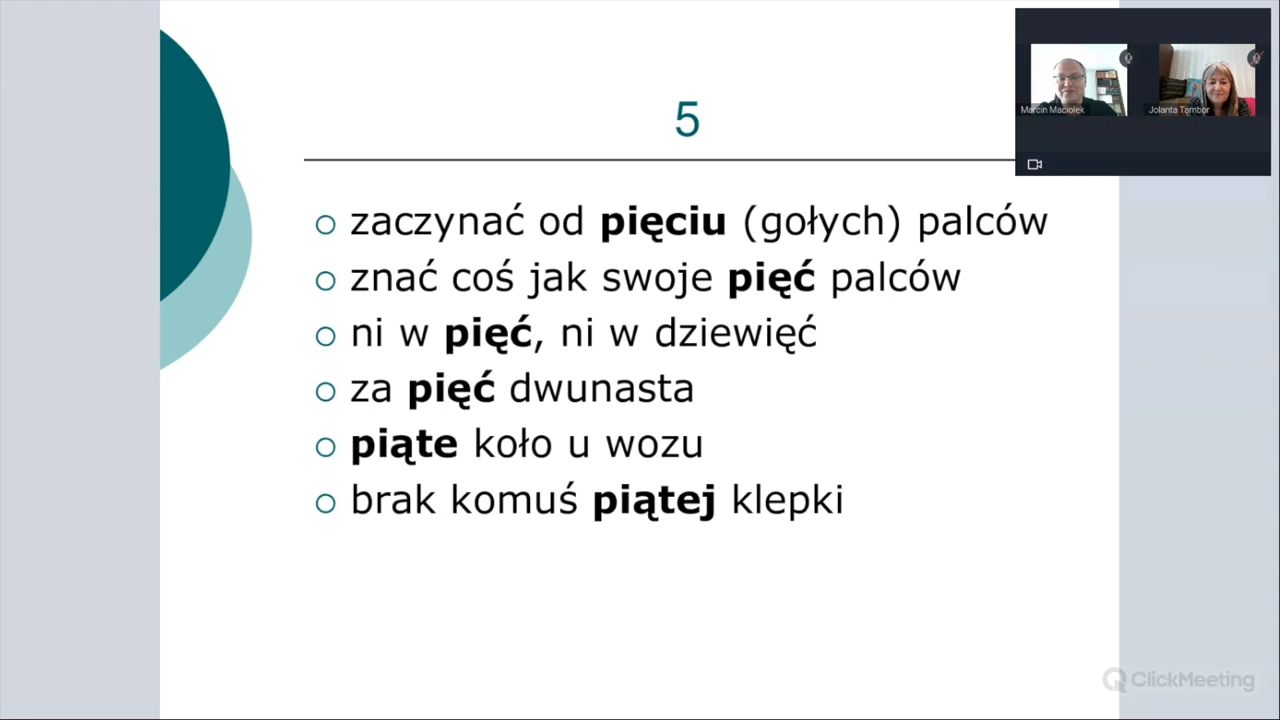 5
zaczynać od pięciu (gołych) palców
znać coś jak swoje pięć palców
ni w pięć, ni w dziewięć
za pięć dwunasta
piąte koło u wozu
brak komuś piątej klepki
Marcin Maciołek
Jolanta Tambor
ClickMeeting